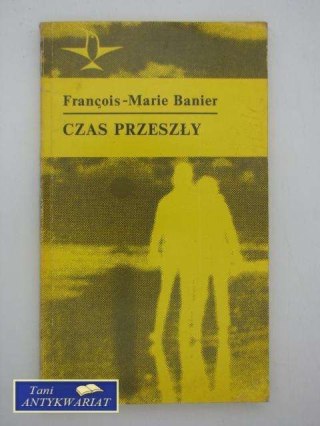 François-Marie Banier
CZAS PRZESZŁY
Tani
ANTYKWARIAT